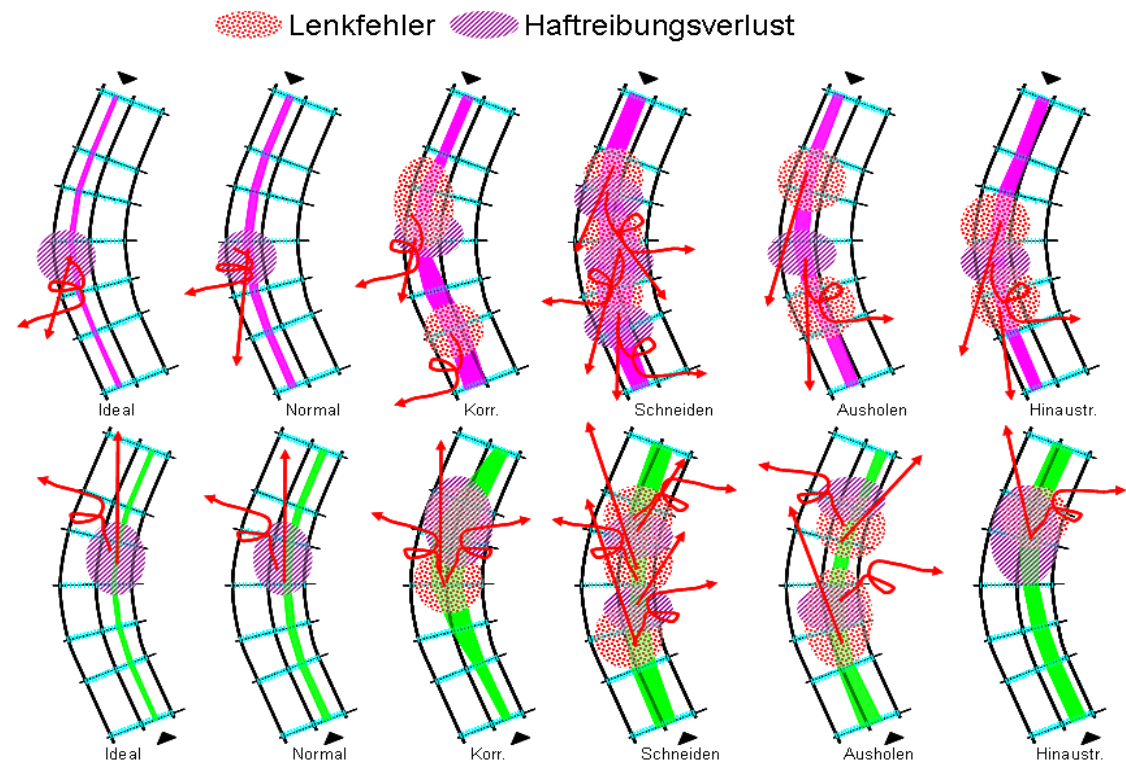 Lenkfehler Haftreibungsverlust
Ideal Normal Korr. Schneiden Ausholen Hinaustr.
Ideal Normal Korr. Schneiden Ausholen Hinaustr.